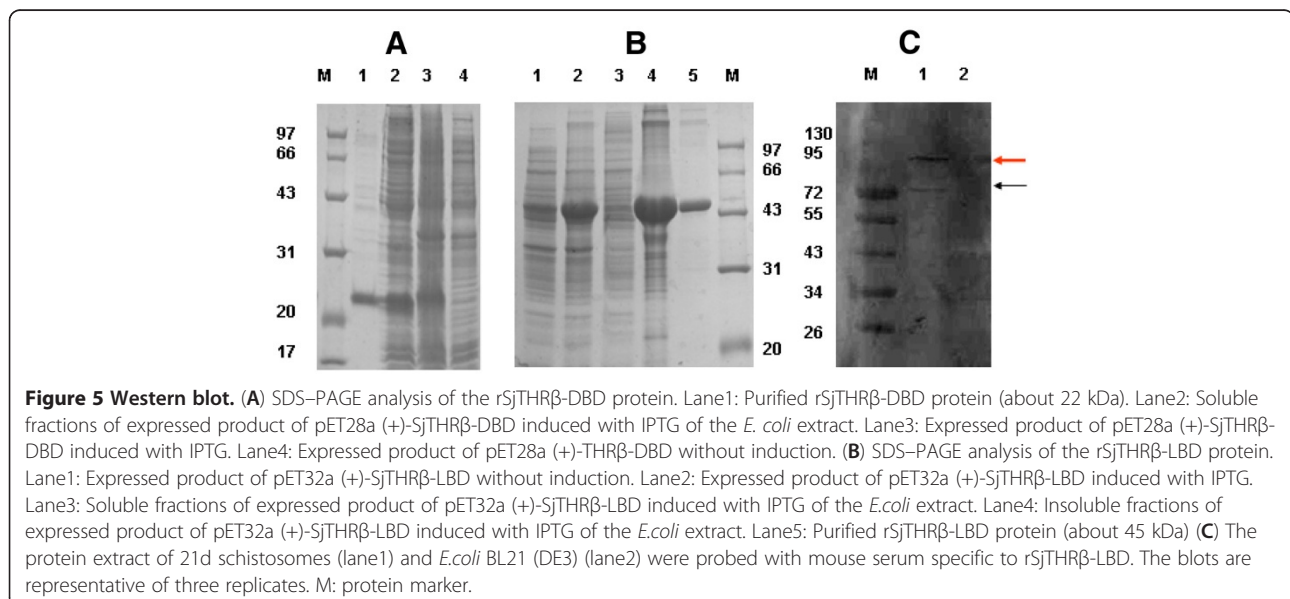 A
B
C
M 1 2 3 4
1 2 3 4 5 M
M 1 2
97
66
43
31
20
17
97
66
43
31
20
130
95
72
55
43
34
26
Figure 5 Western blot. (A) SDS–PAGE analysis of the rSjTHRβ-DBD protein. Lane1: Purified rSjTHRβ-DBD protein (about 22 kDa). Lane2: Soluble
fractions of expressed product of pET28a (+)-SjTHRβ-DBD induced with IPTG of the E. coli extract. Lane3: Expressed product of pET28a (+)-SjTHRβ-
DBD induced with IPTG. Lane4: Expressed product of pET28a (+)-THRβ-DBD without induction. (B) SDS–PAGE analysis of the rSjTHRβ-LBD protein.
Lane1: Expressed product of pET32a (+)-SjTHRβ-LBD without induction. Lane2: Expressed product of pET32a (+)-SjTHRβ-LBD induced with IPTG.
Lane3: Soluble fractions of expressed product of pET32a (+)-SjTHRβ-LBD induced with IPTG of the E.coli extract. Lane4: Insoluble fractions of
expressed product of pET32a (+)-SjTHRβ-LBD induced with IPTG of the E.coli extract. Lane5: Purified rSjTHRβ-LBD protein (about 45 kDa) (C) The
protein extract of 21d schistosomes (lane1) and E.coli BL21 (DE3) (lane2) were probed with mouse serum specific to rSjTHRβ-LBD. The blots are
representative of three replicates. M: protein marker.